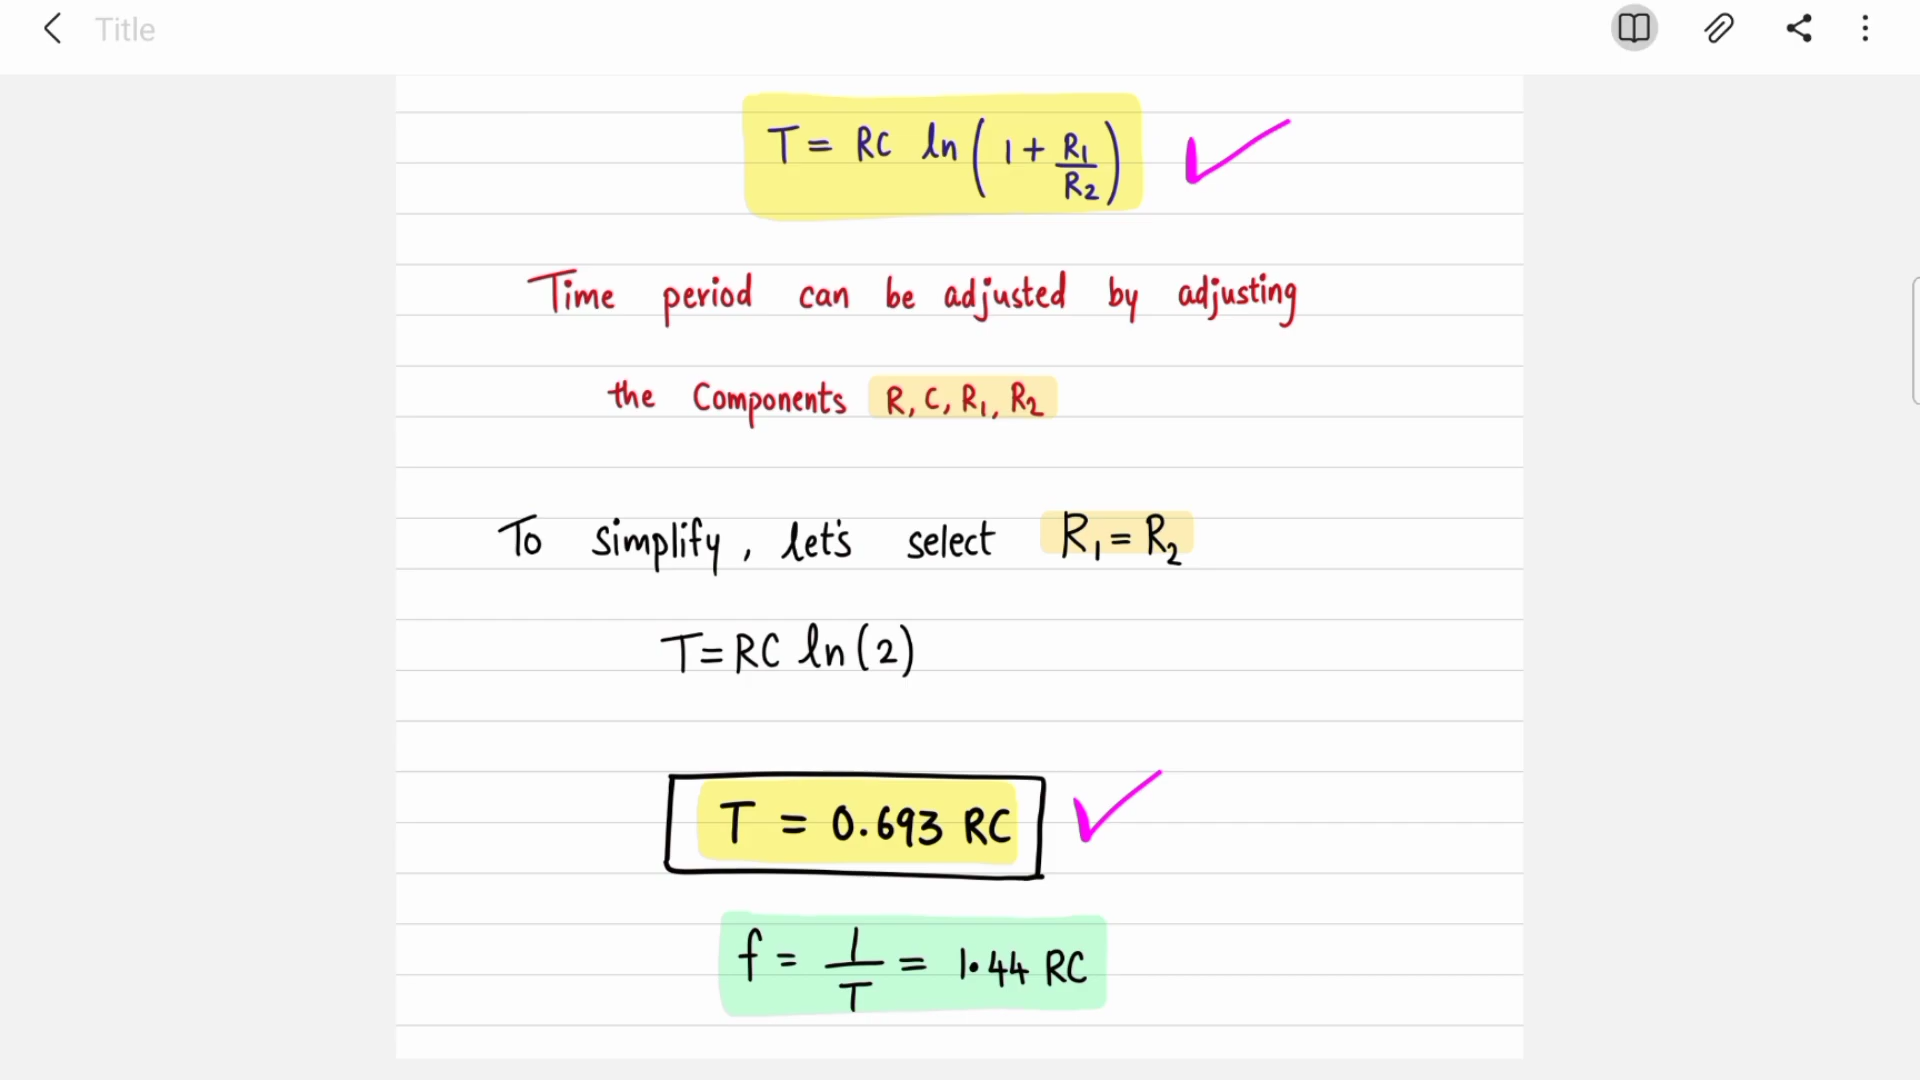 Title
T = RC ln(1 + R1/R2)
Time period can be adjusted by adjusting
the Components R, C, R1, R2
To simplify, let's select R1 = R2
T = RC ln(2)
T = 0.693 RC
f = 1/T = 1.44 RC